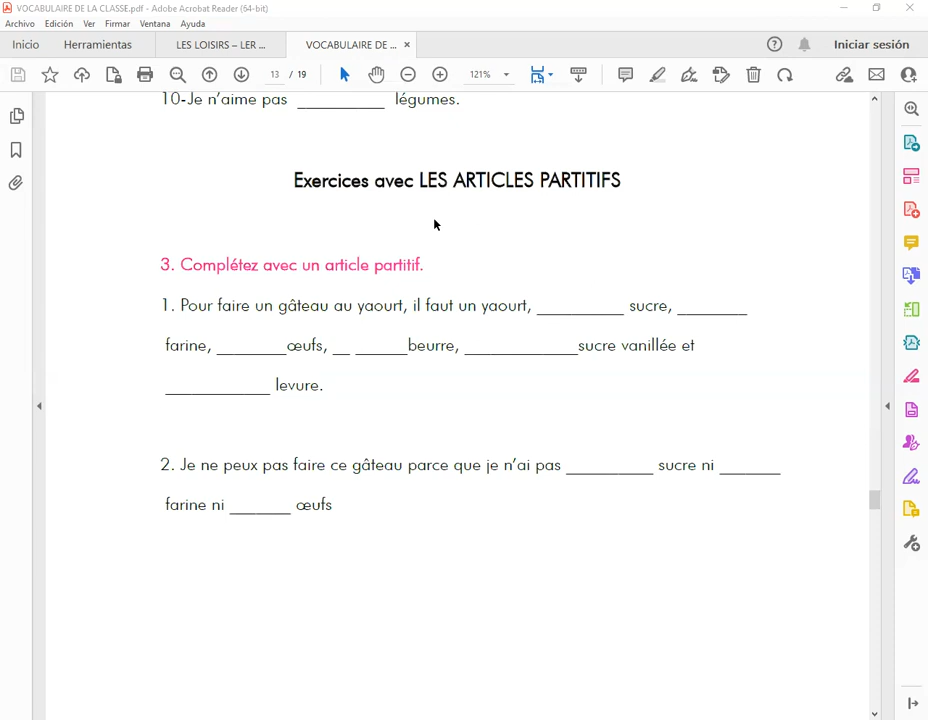 VOCABULAIRE DE LA CLASSE.pdf - Adobe Acrobat Reader (64-bit)
Archivo Edición Ver Firmar Ventana Ayuda
Inicio Herramientas LES LOISIRS – LER ... VOCABULAIRE DE ... × Iniciar sesión
13 / 19 121%
10-Je n'aime pas __________ légumes.
Exercices avec LES ARTICLES PARTITIFS
3. Complétez avec un article partitif.
1. Pour faire un gâteau au yaourt, il faut un yaourt, __________ sucre, ________
farine, ________œufs, __ ______beurre, _____________sucre vanillée et
____________ levure.
2. Je ne peux pas faire ce gâteau parce que je n'ai pas __________ sucre ni _______
farine ni _______ œufs